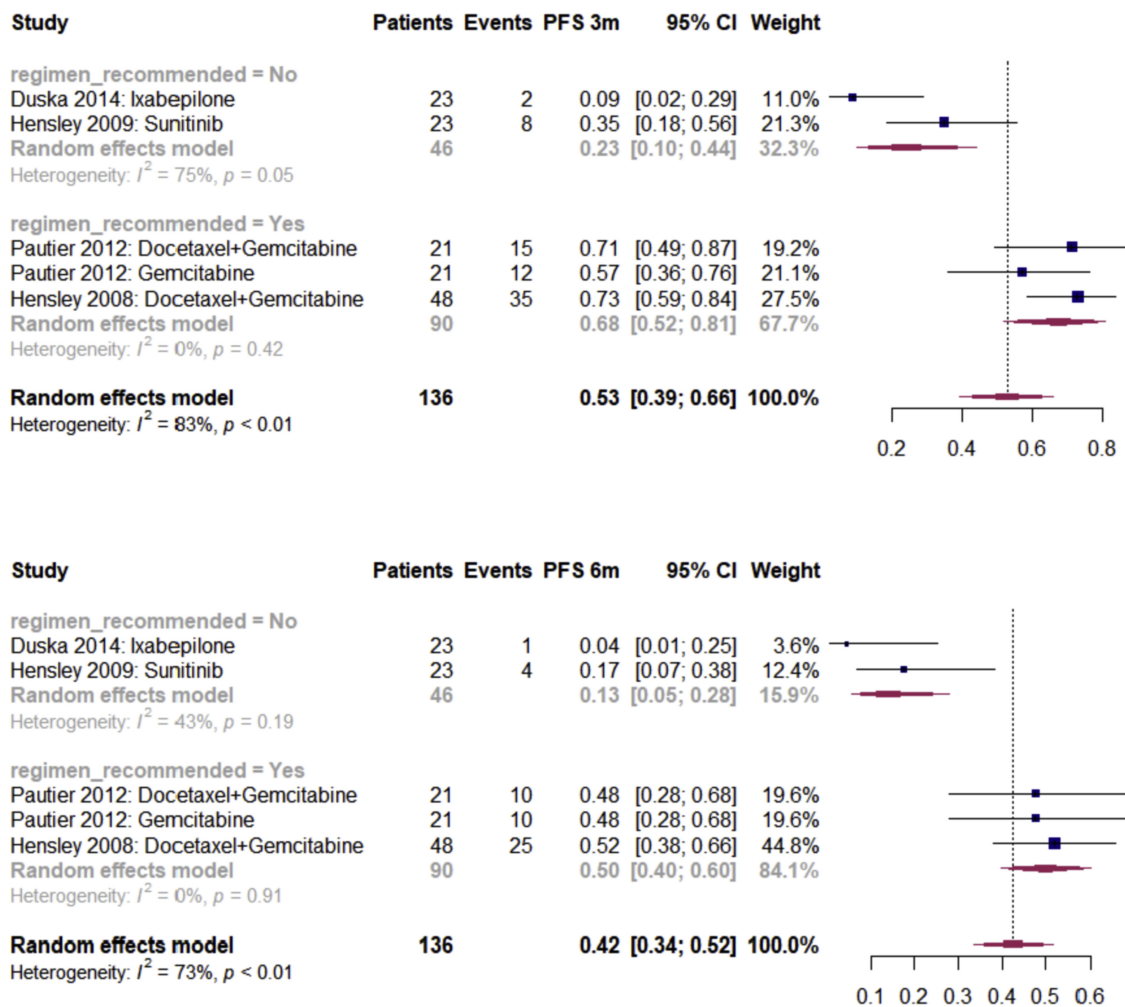 Study Patients Events PFS 3m 95% CI Weight
regimen_recommended = No
Duska 2014: Ixabepilone 23 2 0.09 [0.02; 0.29] 11.0%
Hensley 2009: Sunitinib 23 8 0.35 [0.18; 0.56] 21.3%
Random effects model 46 0.23 [0.10; 0.44] 32.3%
Heterogeneity: I² = 75%, p = 0.05
regimen_recommended = Yes
Pautier 2012: Docetaxel+Gemcitabine 21 15 0.71 [0.49; 0.87] 19.2%
Pautier 2012: Gemcitabine 21 12 0.57 [0.36; 0.76] 21.1%
Hensley 2008: Docetaxel+Gemcitabine 48 35 0.73 [0.59; 0.84] 27.5%
Random effects model 90 0.68 [0.52; 0.81] 67.7%
Heterogeneity: I² = 0%, p = 0.42
Random effects model 136 0.53 [0.39; 0.66] 100.0%
Heterogeneity: I² = 83%, p < 0.01
0.2 0.4 0.6 0.8
Study Patients Events PFS 6m 95% CI Weight
regimen_recommended = No
Duska 2014: Ixabepilone 23 1 0.04 [0.01; 0.25] 3.6%
Hensley 2009: Sunitinib 23 4 0.17 [0.07; 0.38] 12.4%
Random effects model 46 0.13 [0.05; 0.28] 15.9%
Heterogeneity: I² = 43%, p = 0.19
regimen_recommended = Yes
Pautier 2012: Docetaxel+Gemcitabine 21 10 0.48 [0.28; 0.68] 19.6%
Pautier 2012: Gemcitabine 21 10 0.48 [0.28; 0.68] 19.6%
Hensley 2008: Docetaxel+Gemcitabine 48 25 0.52 [0.38; 0.66] 44.8%
Random effects model 90 0.50 [0.40; 0.60] 84.1%
Heterogeneity: I² = 0%, p = 0.91
Random effects model 136 0.42 [0.34; 0.52] 100.0%
Heterogeneity: I² = 73%, p < 0.01
0.1 0.2 0.3 0.4 0.5 0.6